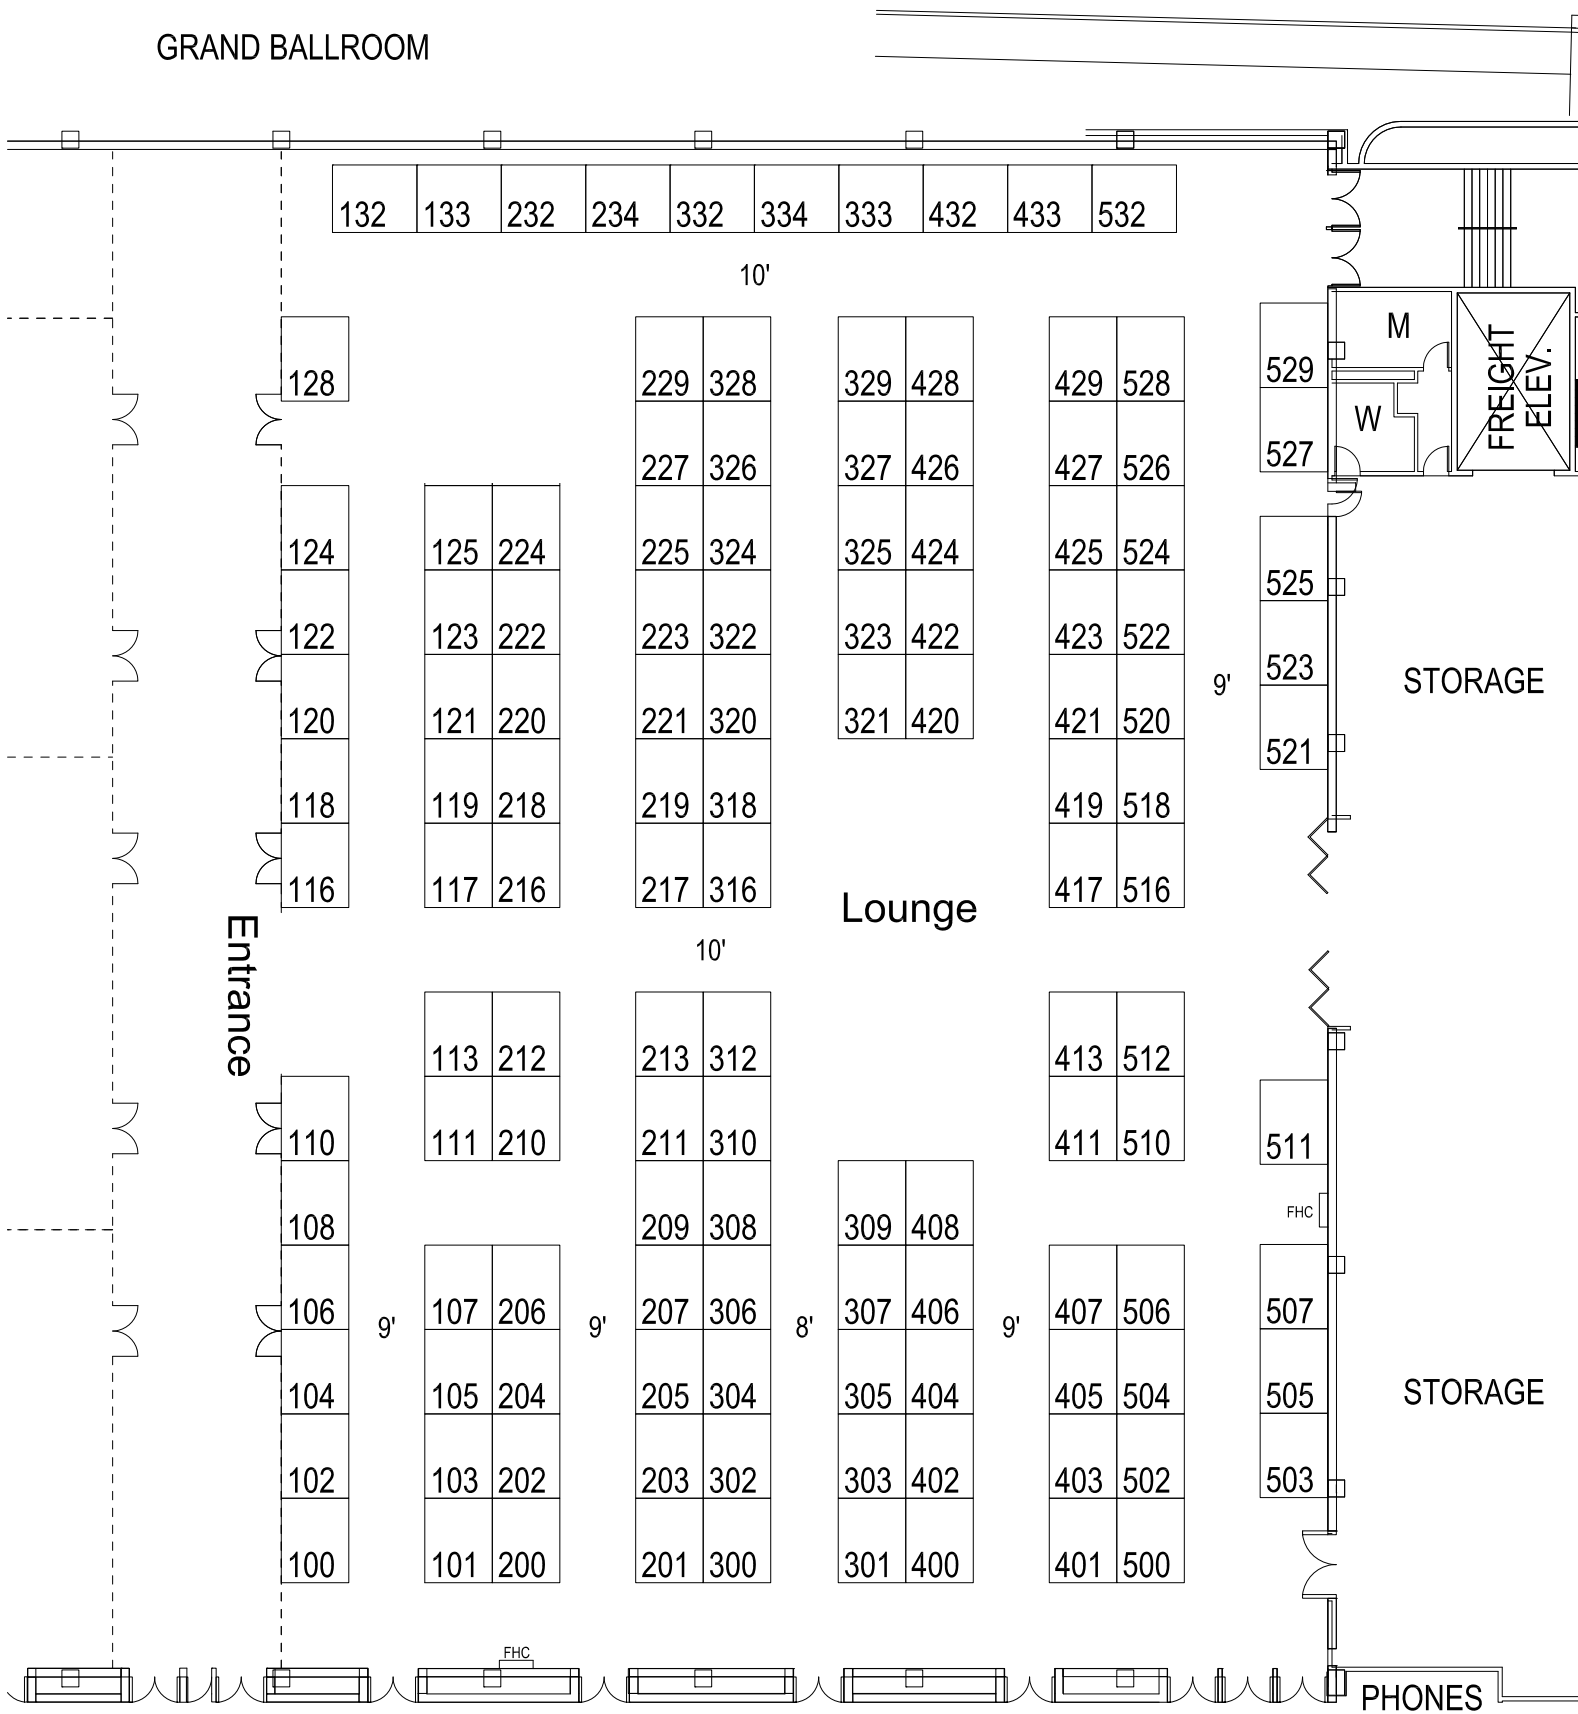 GRAND BALLROOM
132 133 232 234 332 334 333 432 433 532
10'
M
128 229 328 329 428 429 528 529
FREIGHT
ELEV.
W
227 326 327 426 427 526 527
124 125 224 225 324 325 424 425 524 525
122 123 222 223 322 323 422 423 522 523
9'
STORAGE
120 121 220 221 320 321 420 421 520 521
118 119 218 219 318 419 518
116 117 216 217 316 417 516
Lounge
Entrance
10'
113 212 213 312 413 512
110 111 210 211 310 411 510 511
FHC
108 209 308 309 408
106 107 206 207 306 307 406 407 506 507
9' 9' 8' 9'
104 105 204 205 304 305 404 405 504 505
STORAGE
102 103 202 203 302 303 402 403 502 503
100 101 200 201 300 301 400 401 500
FHC
PHONES